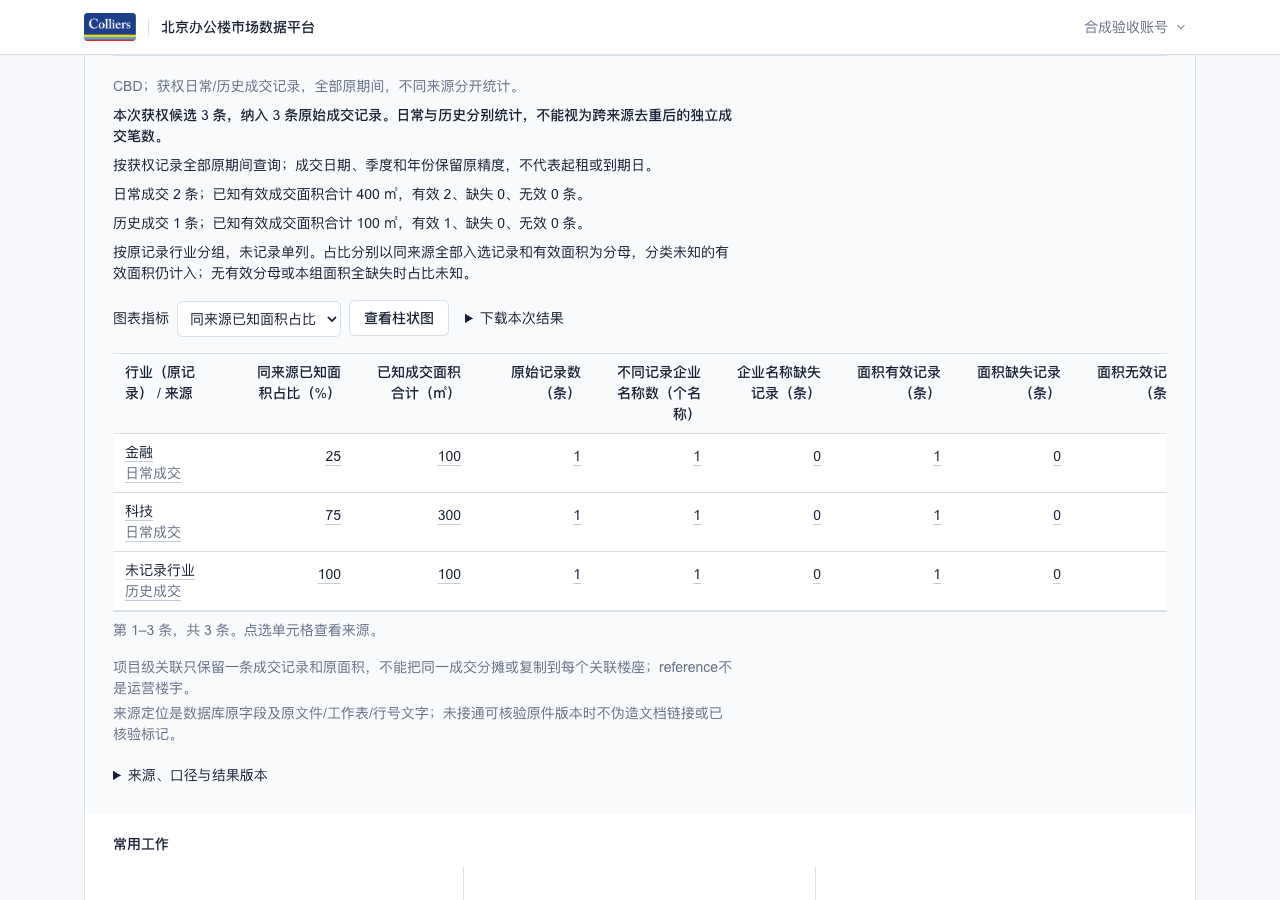 Colliers
北京办公楼市场数据平台
合成验收账号
CBD；获权日常/历史成交记录，全部原期间，不同来源分开统计。
本次获权候选 3 条，纳入 3 条原始成交记录。日常与历史分别统计，不能视为跨来源去重后的独立成
交笔数。
按获权记录全部原期间查询；成交日期、季度和年份保留原精度，不代表起租或到期日。
日常成交 2 条；已知有效成交面积合计 400 ㎡，有效 2、缺失 0、无效 0 条。
历史成交 1 条；已知有效成交面积合计 100 ㎡，有效 1、缺失 0、无效 0 条。
按原记录行业分组，未记录单列。占比分别以同来源全部入选记录和有效面积为分母，分类未知的有
效面积仍计入；无有效分母或本组面积全缺失时占比未知。
图表指标 同来源已知面积占比 查看柱状图 ▶ 下载本次结果
行业（原记 同来源已知面 已知成交面积 原始记录数 不同记录企业 企业名称缺失 面积有效记录 面积缺失记录 面积无效记
录） / 来源 积占比（%） 合计（㎡） （条） 名称数（个名 记录（条） （条） （条） （条
称）
金融 25 100 1 1 0 1 0
日常成交
科技 75 300 1 1 0 1 0
日常成交
未记录行业 100 100 1 1 0 1 0
历史成交
第 1–3 条，共 3 条。点选单元格查看来源。
项目级关联只保留一条成交记录和原面积，不能把同一成交分摊或复制到每个关联楼座；reference不
是运营楼宇。
来源定位是数据库原字段及原文件/工作表/行号文字；未接通可核验原件版本时不伪造文档链接或已
核验标记。
▶ 来源、口径与结果版本
常用工作